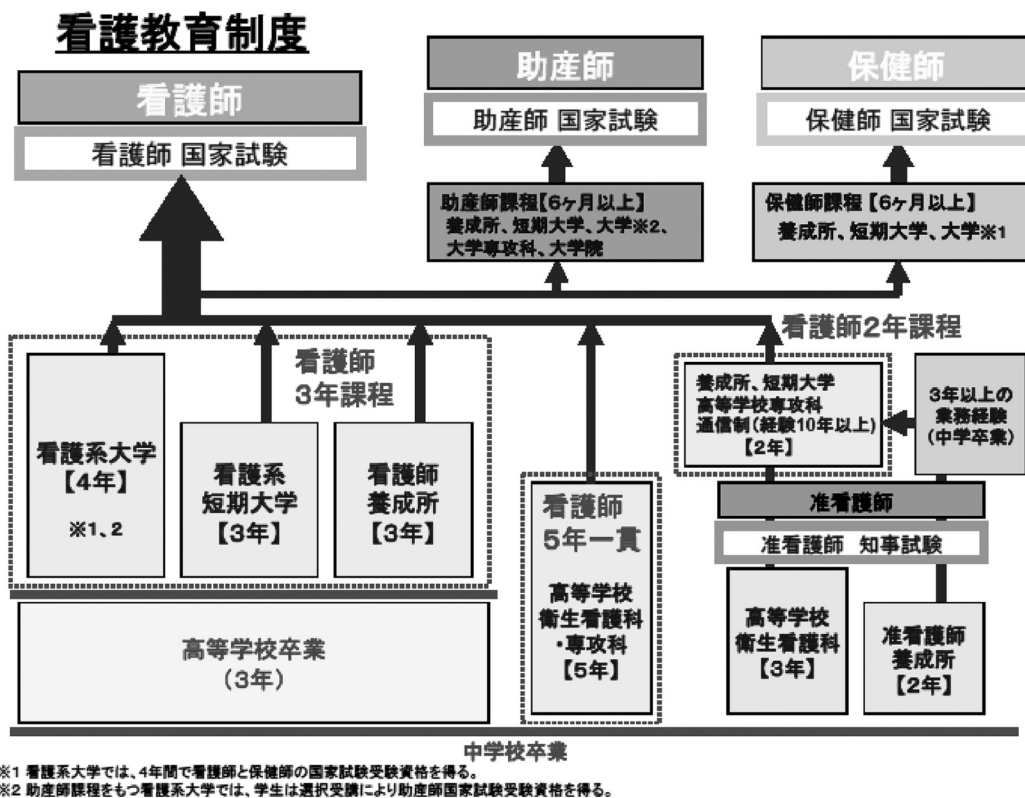 看護教育制度
看護師
看護師 国家試験
助産師
助産師 国家試験
保健師
保健師 国家試験
助産師課程【6ヶ月以上】
養成所、短期大学、大学※2、
大学専攻科、大学院
保健師課程【6ヶ月以上】
養成所、短期大学、大学※1
看護師
3年課程
看護系大学
【4年】
※1、2
看護系
短期大学
【3年】
看護師
養成所
【3年】
高等学校卒業
(3年)
看護師
5年一貫
高等学校
衛生看護科
・専攻科
【5年】
看護師2年課程
養成所、短期大学
高等学校専攻科
通信制(経験10年以上)
【2年】
3年以上の
業務経験
(中学卒業)
准看護師
准看護師 知事試験
高等学校
衛生看護科
【3年】
准看護師
養成所
【2年】
中学校卒業
※1 看護系大学では、4年間で看護師と保健師の国家試験受験資格を得る。
※2 助産師課程をもつ看護系大学では、学生は選択受講により助産師国家試験受験資格を得る。